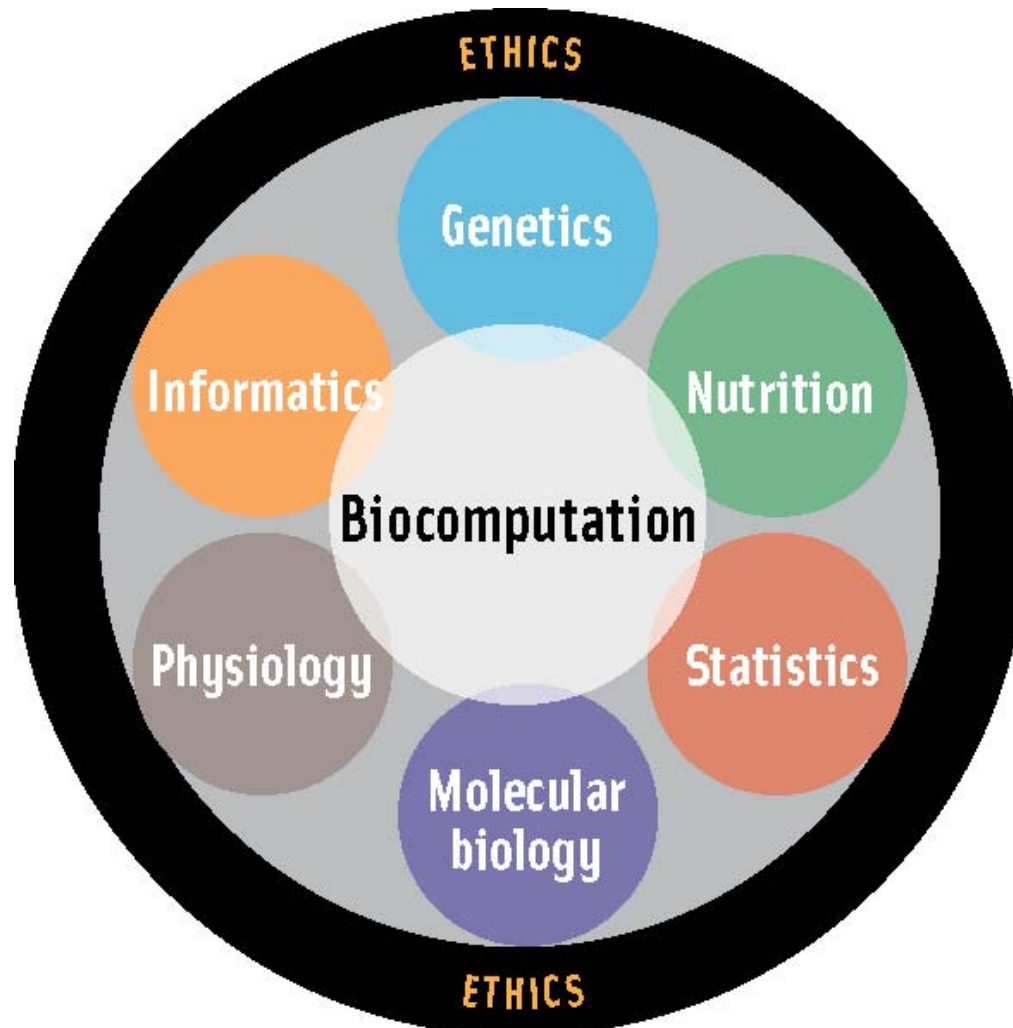 ETHICS
Genetics
Informatics
Nutrition
Biocomputation
Physiology
Statistics
Molecular
biology
ETHICS